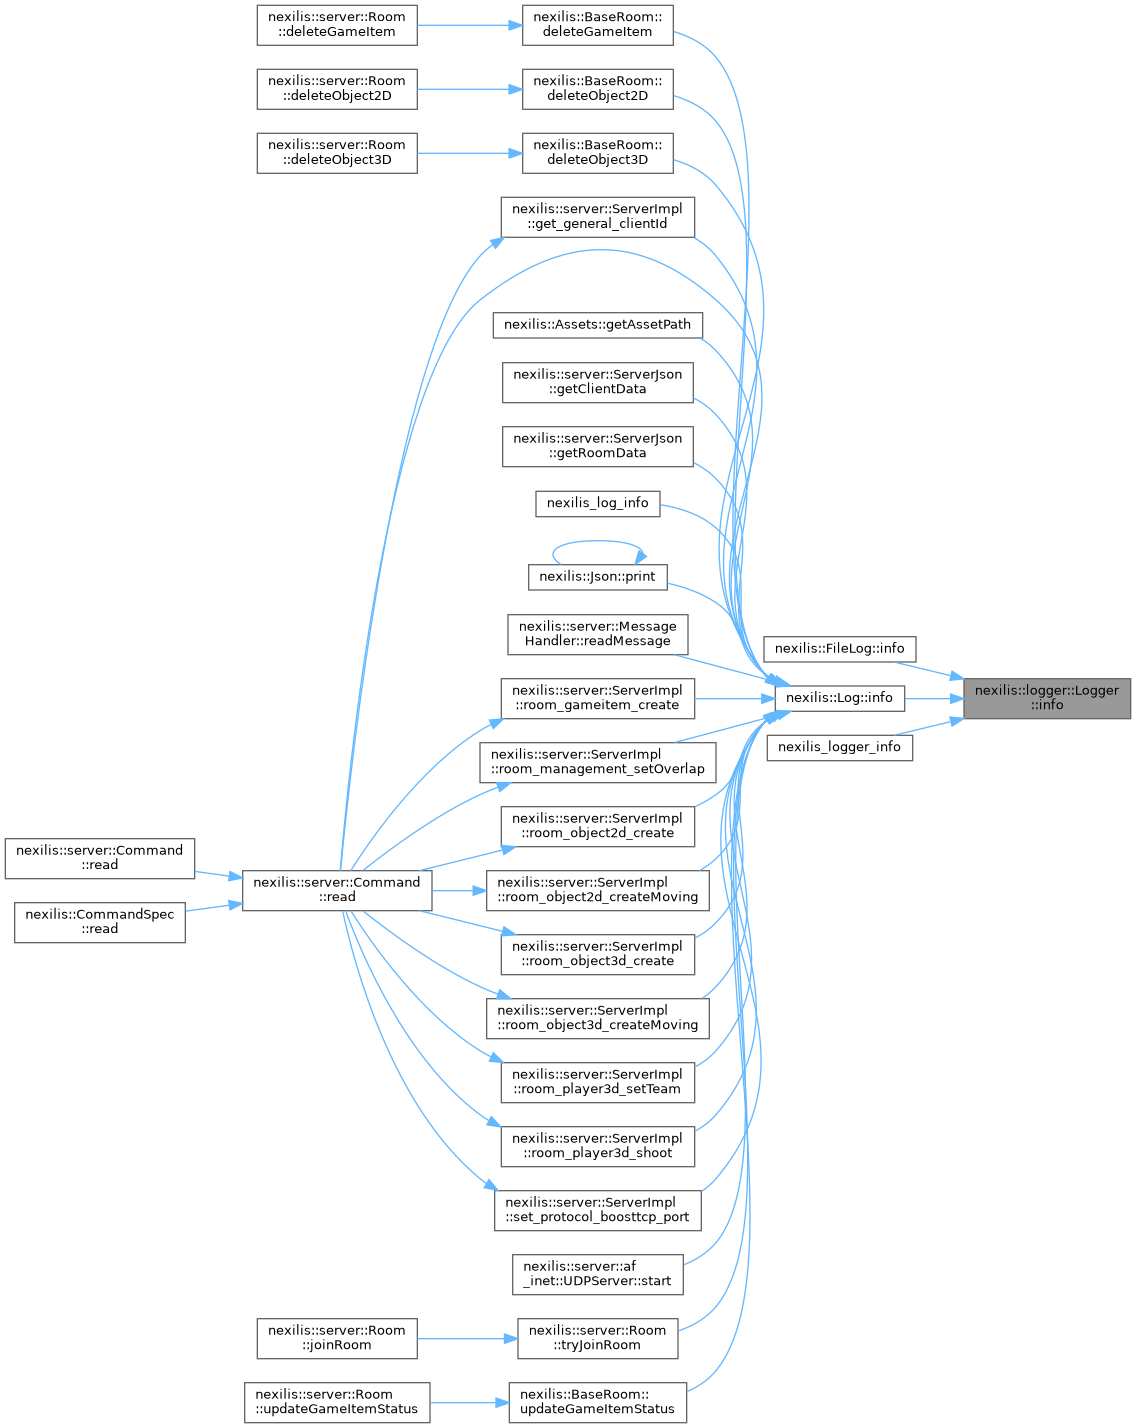 nexilis::server::Room
::deleteGameItem
nexilis::BaseRoom::
deleteGameItem
nexilis::server::Room
::deleteObject2D
nexilis::BaseRoom::
deleteObject2D
nexilis::server::Room
::deleteObject3D
nexilis::BaseRoom::
deleteObject3D
nexilis::server::ServerImpl
::get_general_clientId
nexilis::Assets::getAssetPath
nexilis::server::ServerJson
::getClientData
nexilis::server::ServerJson
::getRoomData
nexilis_log_info
nexilis::Json::print
nexilis::server::Message
Handler::readMessage
nexilis::FileLog::info
nexilis::server::ServerImpl
::room_gameitem_create
nexilis::Log::info
nexilis::logger::Logger
::info
nexilis::server::ServerImpl
::room_management_setOverlap
nexilis_logger_info
nexilis::server::ServerImpl
::room_object2d_create
nexilis::server::Command
::read
nexilis::server::Command
::read
nexilis::server::ServerImpl
::room_object2d_createMoving
nexilis::CommandSpec
::read
nexilis::server::ServerImpl
::room_object3d_create
nexilis::server::ServerImpl
::room_object3d_createMoving
nexilis::server::ServerImpl
::room_player3d_setTeam
nexilis::server::ServerImpl
::room_player3d_shoot
nexilis::server::ServerImpl
::set_protocol_boosttcp_port
nexilis::server::af
_inet::UDPServer::start
nexilis::server::Room
::joinRoom
nexilis::server::Room
::tryJoinRoom
nexilis::server::Room
::updateGameItemStatus
nexilis::BaseRoom::
updateGameItemStatus